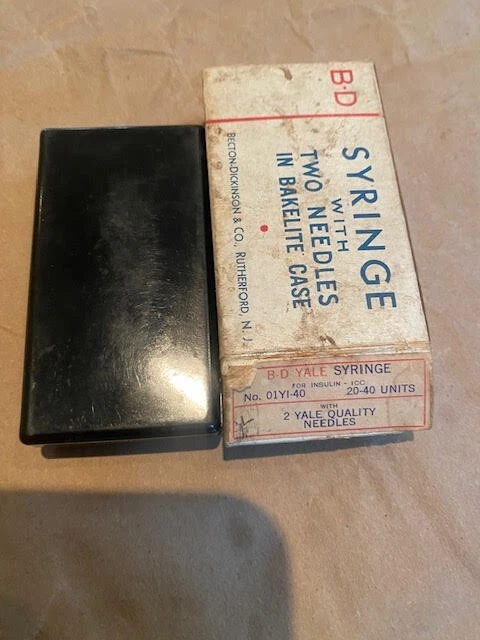 B-D
SYRINGE
WITH
TWO NEEDLES
IN BAKELITE CASE
BECTON-DICKINSON & CO., RUTHERFORD, N. J.
B-D YALE SYRINGE
FOR INSULIN - 1CC
No. 01YI-40 20-40 UNITS
WITH
2 YALE QUALITY
NEEDLES